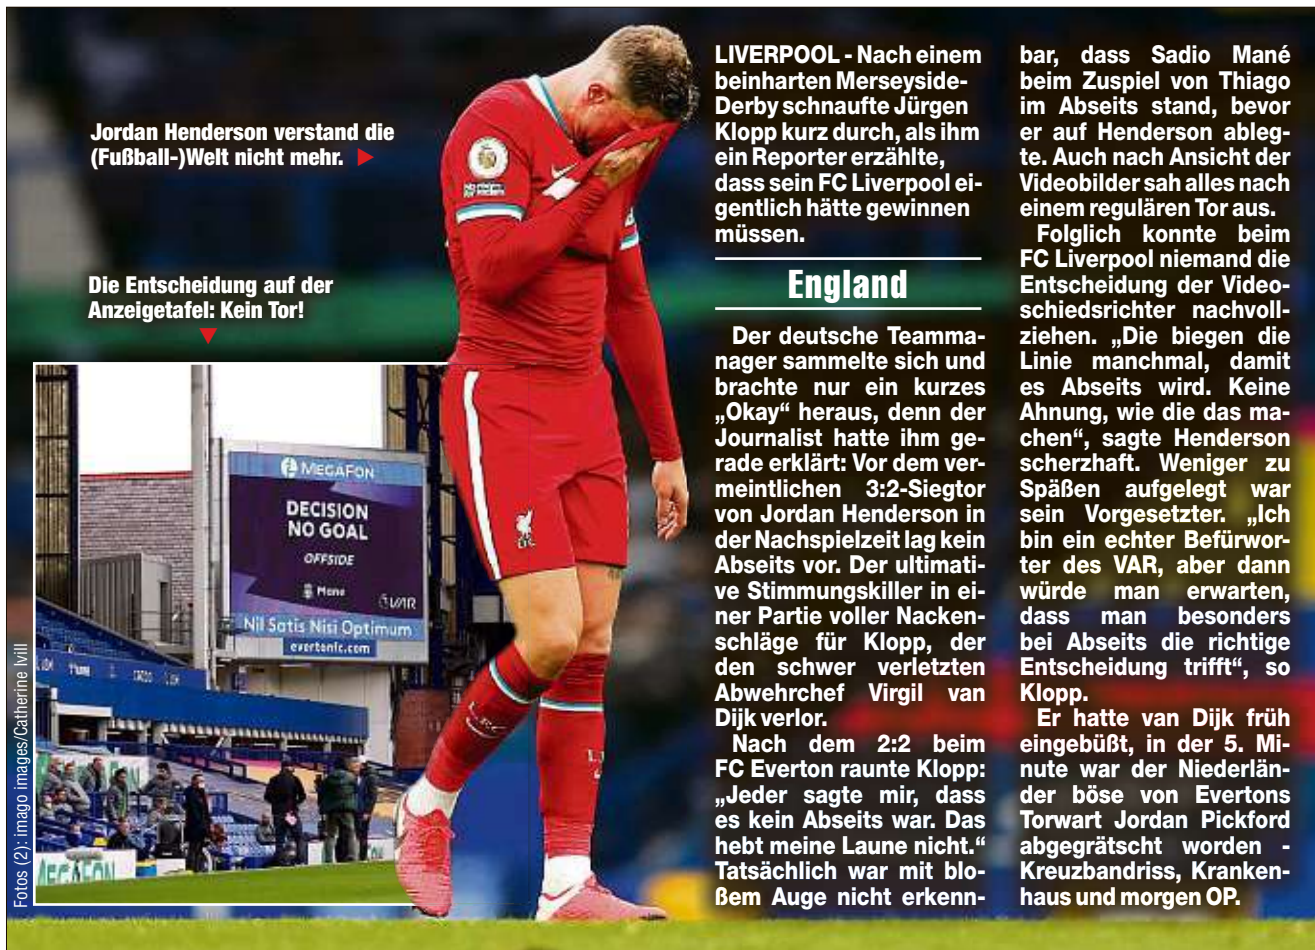 Jordan Henderson verstand die
(Fußball-)Welt nicht mehr.
Die Entscheidung auf der
Anzeigetafel: Kein Tor!
MEGAFON
DECISION
NO GOAL
OFFSIDE
Mane
VAR
Nil Satis Nisi Optimum
evertonfc.com
Fotos (2): imago images/Catherine Ivill
LIVERPOOL - Nach einem
beinharten Merseyside-
Derby schnaufte Jürgen
Klopp kurz durch, als ihm
ein Reporter erzählte,
dass sein FC Liverpool ei-
gentlich hätte gewinnen
müssen.
England
Der deutsche Teamma-
nager sammelte sich und
brachte nur ein kurzes
„Okay“ heraus, denn der
Journalist hatte ihm ge-
rade erklärt: Vor dem ver-
meintlichen 3:2-Siegtor
von Jordan Henderson in
der Nachspielzeit lag kein
Abseits vor. Der ultimati-
ve Stimmungskiller in ei-
ner Partie voller Nacken-
schläge für Klopp, der
den schwer verletzten
Abwehrchef Virgil van
Dijk verlor.
Nach dem 2:2 beim
FC Everton raunte Klopp:
„Jeder sagte mir, dass
es kein Abseits war. Das
hebt meine Laune nicht.“
Tatsächlich war mit blo-
ßem Auge nicht erkenn-
bar, dass Sadio Mané
beim Zuspiel von Thiago
im Abseits stand, bevor
er auf Henderson ableg-
te. Auch nach Ansicht der
Videobilder sah alles nach
einem regulären Tor aus.
Folglich konnte beim
FC Liverpool niemand die
Entscheidung der Video-
schiedsrichter nachvoll-
ziehen. „Die biegen die
Linie manchmal, damit
es Abseits wird. Keine
Ahnung, wie die das ma-
chen“, sagte Henderson
scherzhaft. Weniger zu
Späßen aufgelegt war
sein Vorgesetzter. „Ich
bin ein echter Befürwor-
ter des VAR, aber dann
würde man erwarten,
dass man besonders
bei Abseits die richtige
Entscheidung trifft“, so
Klopp.
Er hatte van Dijk früh
eingebüßt, in der 5. Mi-
nute war der Niederlän-
der böse von Evertons
Torwart Jordan Pickford
abgegrätscht worden -
Kreuzbandriss, Kranken-
haus und morgen OP.